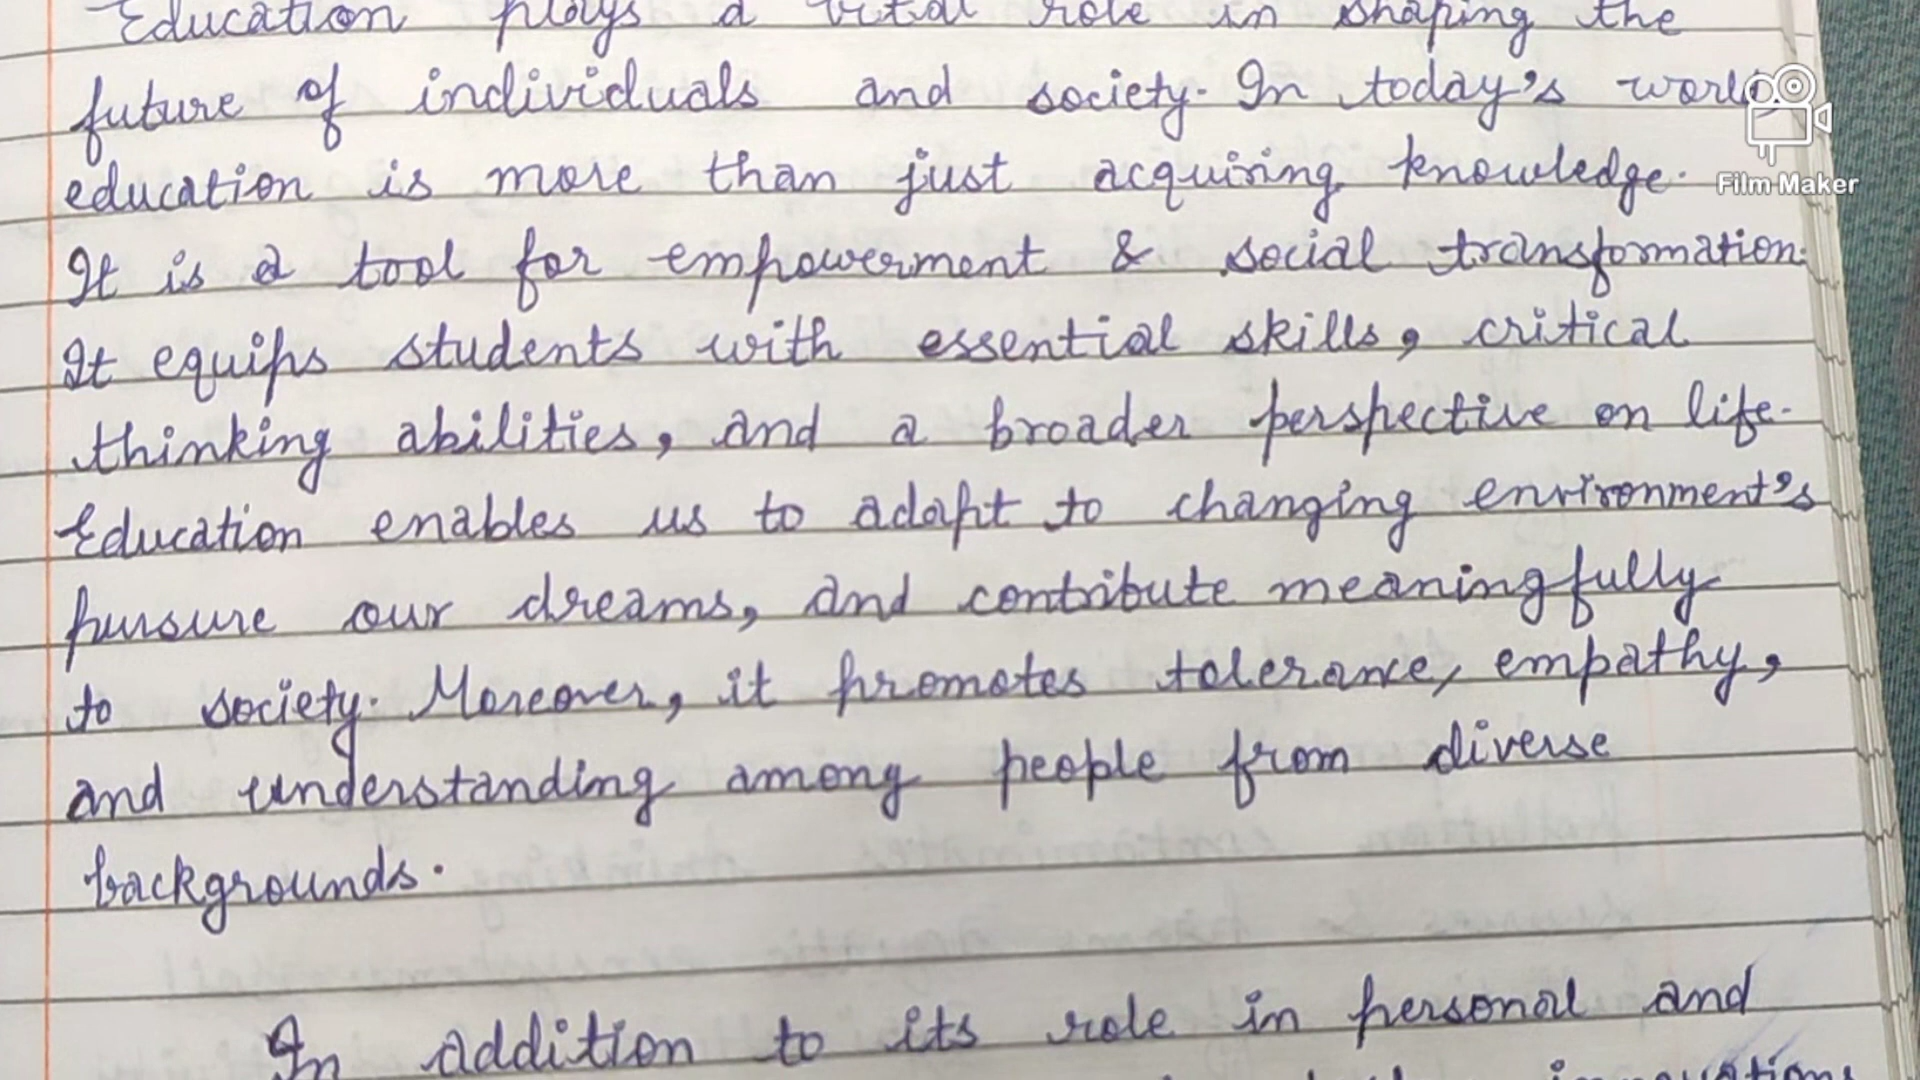 Education plays a vital role in shaping the
future of individuals and society. In today's world,
education is more than just acquiring knowledge.
It is a tool for empowerment & social transformation.
It equips students with essential skills, critical
thinking abilities, and a broader perspective on life.
Education enables us to adapt to changing environment's
pursure our dreams, and contribute meaningfully
to society. Moreover, it promotes tolerance, empathy,
and understanding among people from diverse
backgrounds.
In addition to its role in personal and
innovations
Film Maker